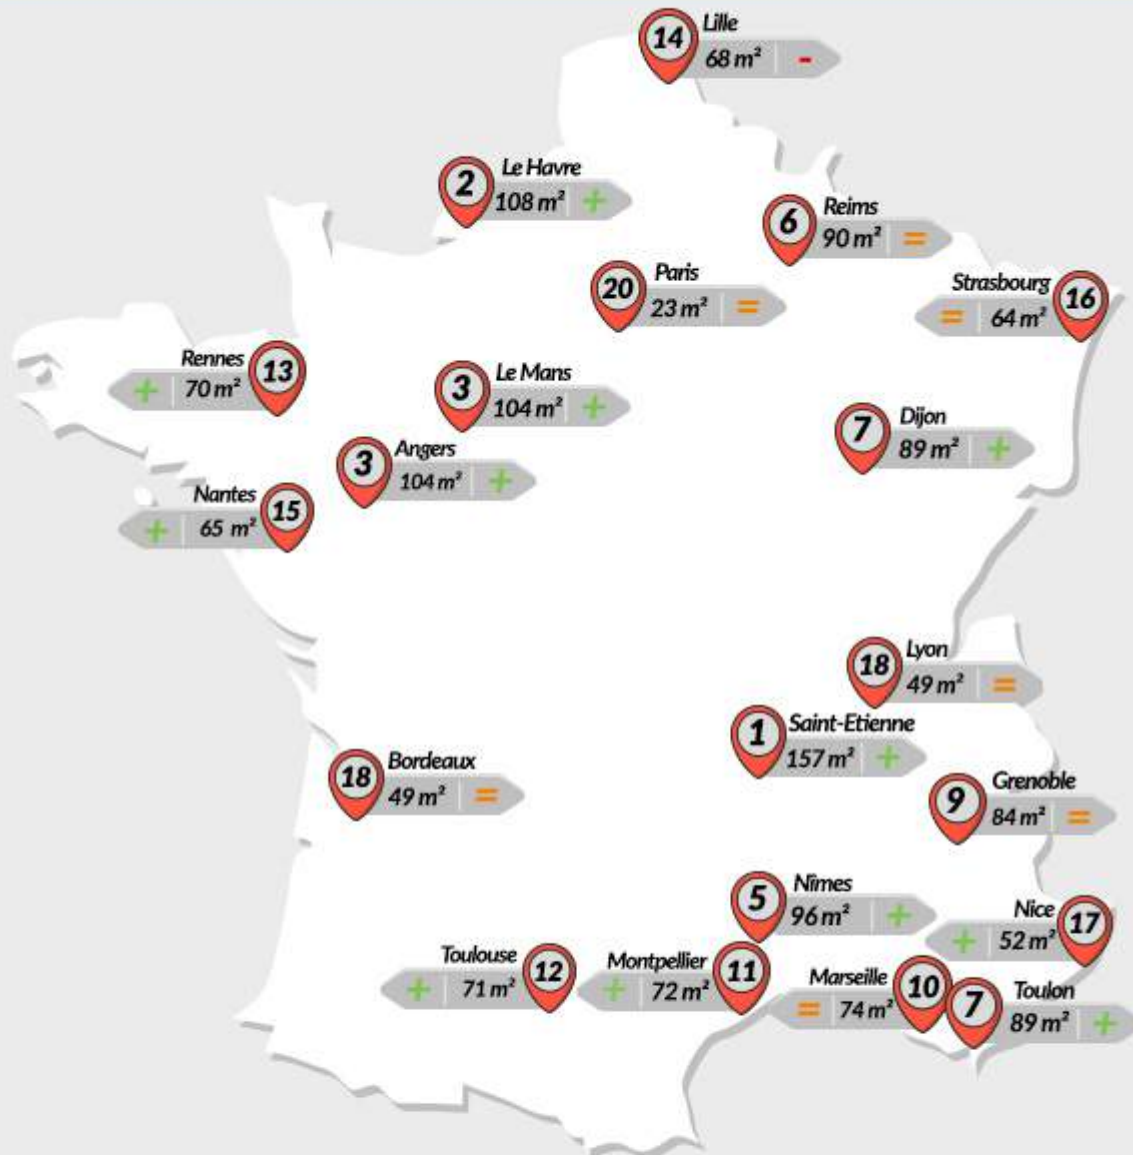 14
Lille
68 m² -
2
Le Havre
108 m² +
6
Reims
90 m² =
20
Paris
23 m² =
Strasbourg
= 64 m²
16
Rennes
+ 70 m²
13
3
Le Mans
104 m² +
7
Dijon
89 m² +
3
Angers
104 m² +
Nantes
+ 65 m²
15
18
Lyon
49 m² =
1
Saint-Etienne
157 m² +
18
Bordeaux
49 m² =
9
Grenoble
84 m² =
5
Nîmes
96 m² +
Nice
+ 52 m²
17
Toulouse
+ 71 m²
12
Montpellier
+ 72 m²
11
Marseille
= 74 m²
10
7
Toulon
89 m² +